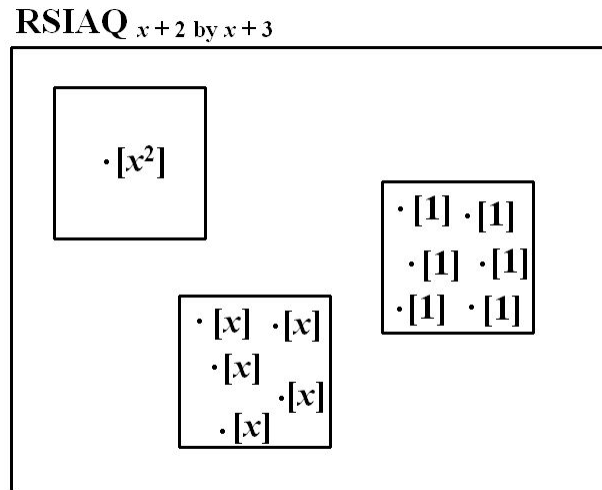 RSIAQ x + 2 by x + 3
·[x²]
·[1] ·[1]
·[1] ·[1]
·[1] ·[1]
·[x] ·[x]
·[x]
·[x]
·[x]